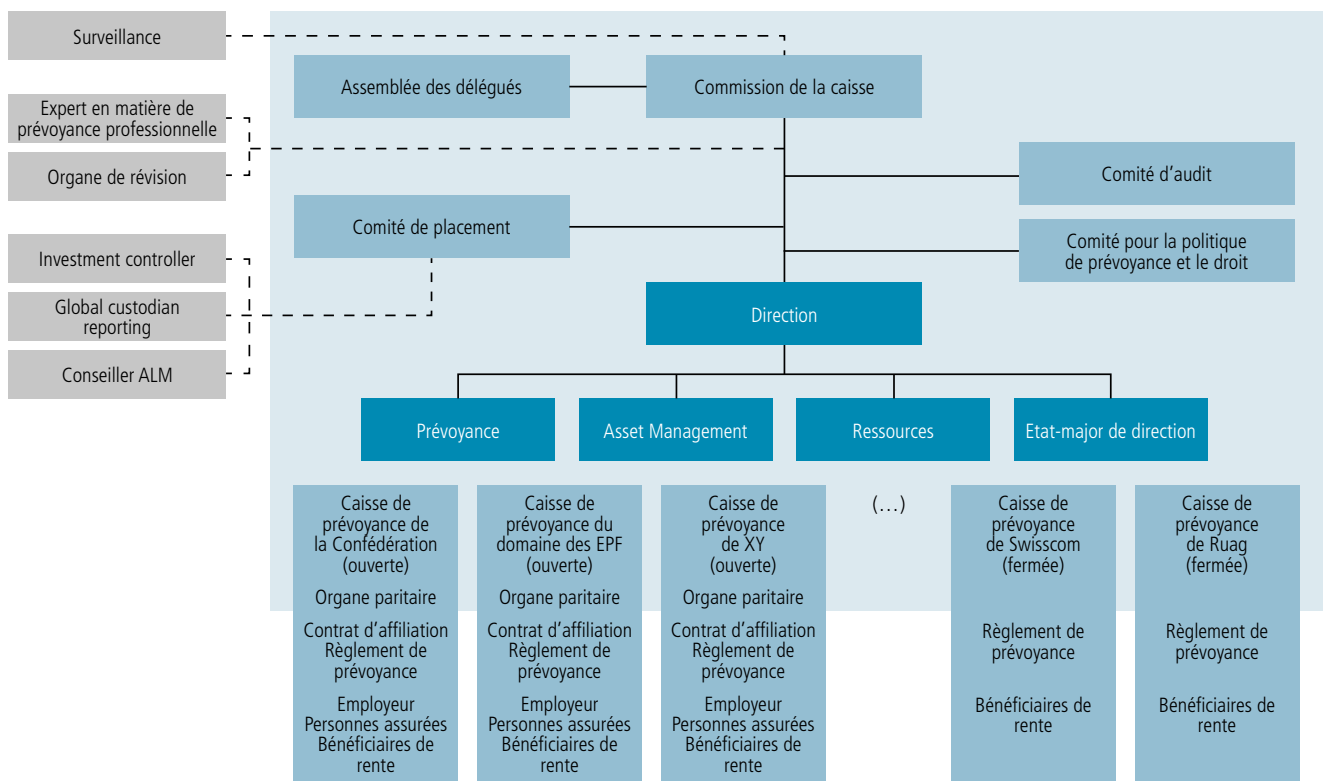 Surveillance
Assemblée des délégués
Commission de la caisse
Expert en matière de
prévoyance professionnelle
Organe de révision
Comité d'audit
Comité de placement
Comité pour la politique
de prévoyance et le droit
Investment controller
Global custodian
reporting
Conseiller ALM
Direction
Prévoyance
Asset Management
Ressources
Etat-major de direction
Caisse de
prévoyance de
la Confédération
(ouverte)
Organe paritaire
Contrat d'affiliation
Règlement de
prévoyance
Employeur
Personnes assurées
Bénéficiaires de
rente
Caisse de
prévoyance du
domaine des EPF
(ouverte)
Organe paritaire
Contrat d'affiliation
Règlement de
prévoyance
Employeur
Personnes assurées
Bénéficiaires de
rente
Caisse de
prévoyance
de XY
(ouverte)
Organe paritaire
Contrat d'affiliation
Règlement de
prévoyance
Employeur
Personnes assurées
Bénéficiaires de
rente
(...)
Caisse de
prévoyance
de Swisscom
(fermée)
Règlement de
prévoyance
Bénéficiaires de
rente
Caisse de
prévoyance
de Ruag
(fermée)
Règlement de
prévoyance
Bénéficiaires de
rente